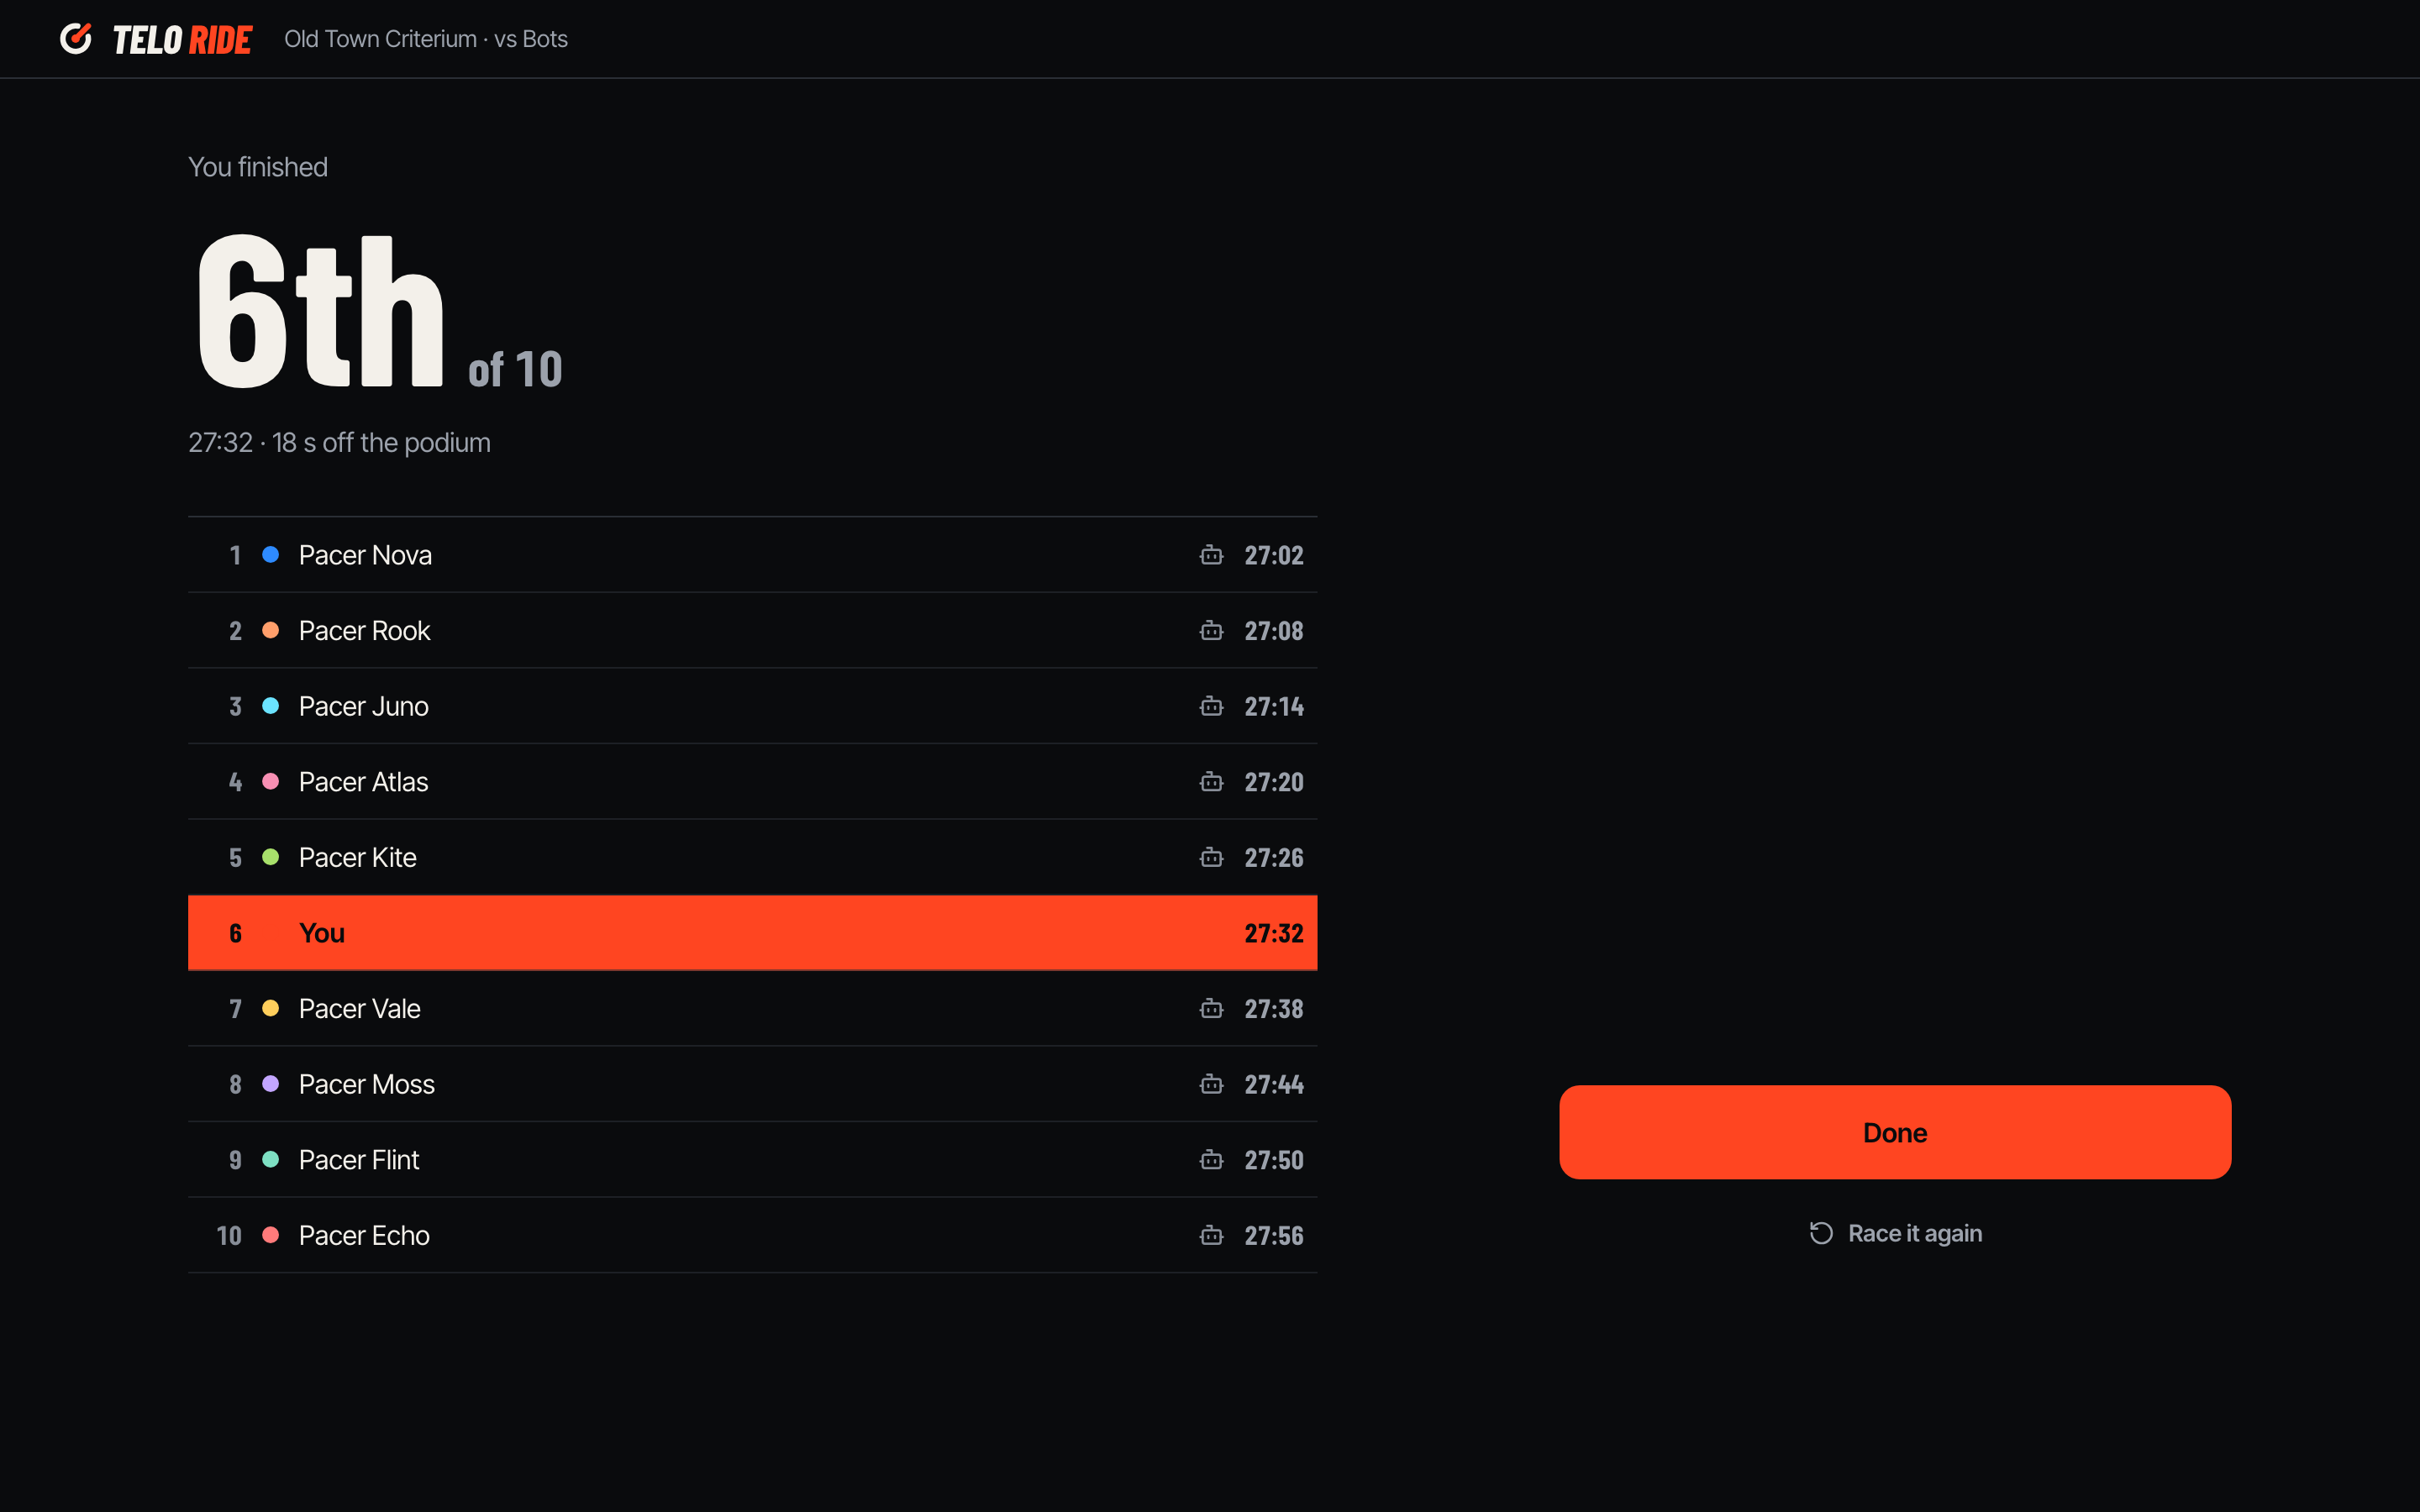 TELO RIDE Old Town Criterium · vs Bots
You finished
6th of 10
27:32 · 18 s off the podium
1 Pacer Nova 27:02
2 Pacer Rook 27:08
3 Pacer Juno 27:14
4 Pacer Atlas 27:20
5 Pacer Kite 27:26
6 You 27:32
7 Pacer Vale 27:38
8 Pacer Moss 27:44
9 Pacer Flint 27:50
10 Pacer Echo 27:56
Done
Race it again